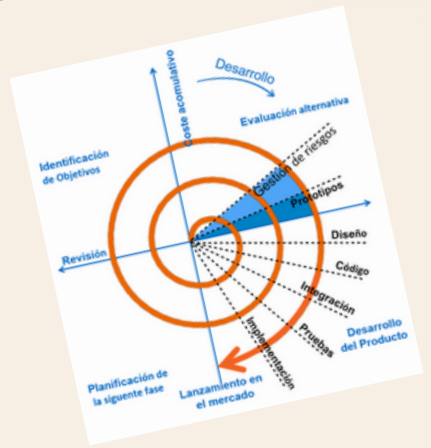 Coste acomulativo
Desarrollo
Evaluación alternativa
Identificación
de Objetivos
Gestión de riesgos
Prototipos
Revisión
Diseño
Código
Integración
Pruebas
Implementación
Desarrollo
del Producto
Planificación de
la siguente fase
Lanzamiento en
el mercado